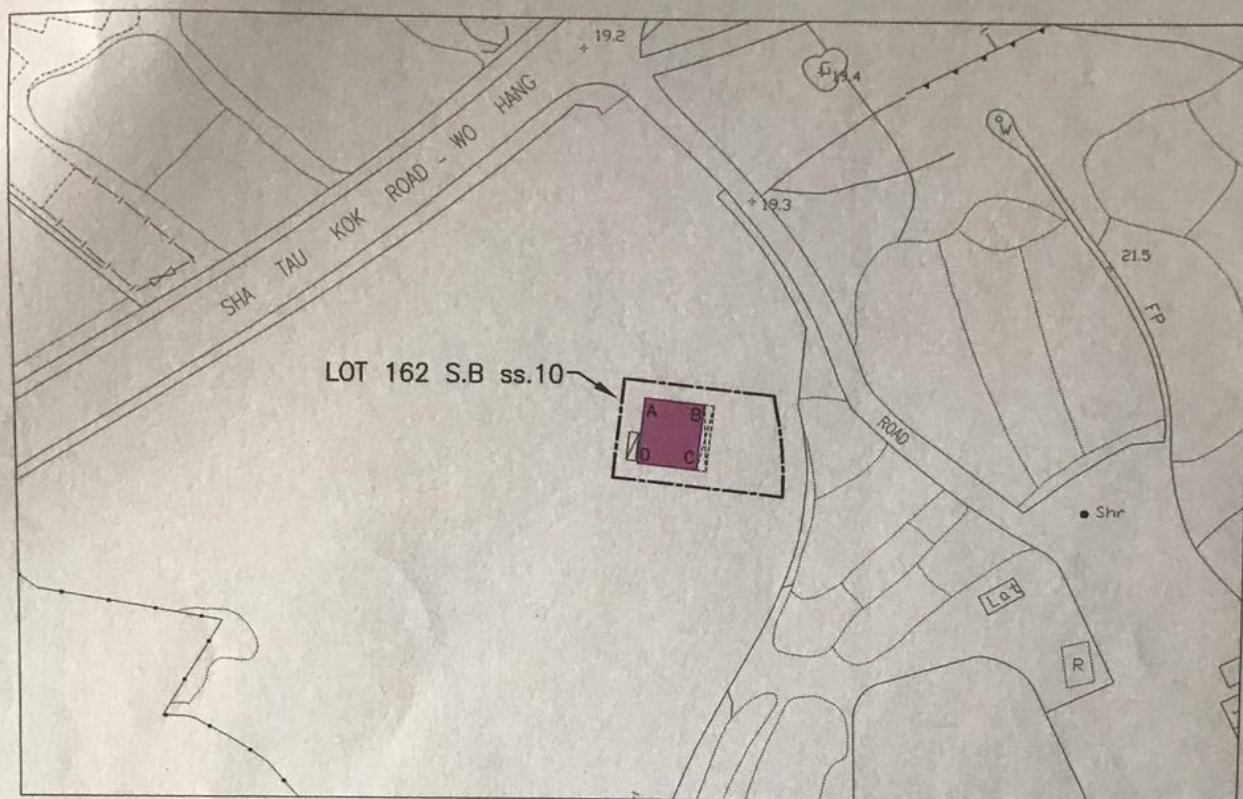 19.2
G
19.4
W
SHA TAU KOK ROAD - WO HANG
19.3
21.5
FP
LOT 162 S.B ss.10
A
B
D
C
ROAD
Shr
Lat
R